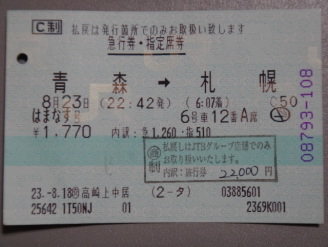 C制 払戻は発行箇所でのみお取扱い致します
急行券・指定席券
青森 → 札幌
8月23日 (22:42発) (6:07着) C50
はまなす号 6号車12番A席
¥1,770 内訳:急1,260・指510
払戻しはJTBグループ店舗でのみ
お取り扱いいたします。
内訳:旅行券 22,000円
23.-8.18 高崎上中居 (2-タ) 03885601
25642 1T50NJ 01 2369K001
08793-108